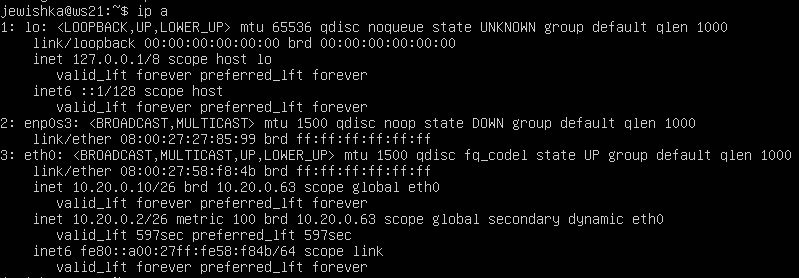 jewishka@ws21:~$ ip a
1: lo: <LOOPBACK,UP,LOWER_UP> mtu 65536 qdisc noqueue state UNKNOWN group default qlen 1000
    link/loopback 00:00:00:00:00:00 brd 00:00:00:00:00:00
    inet 127.0.0.1/8 scope host lo
       valid_lft forever preferred_lft forever
    inet6 ::1/128 scope host
       valid_lft forever preferred_lft forever
2: enp0s3: <BROADCAST,MULTICAST> mtu 1500 qdisc noop state DOWN group default qlen 1000
    link/ether 08:00:27:27:85:99 brd ff:ff:ff:ff:ff:ff
3: eth0: <BROADCAST,MULTICAST,UP,LOWER_UP> mtu 1500 qdisc fq_codel state UP group default qlen 1000
    link/ether 08:00:27:58:f8:4b brd ff:ff:ff:ff:ff:ff
    inet 10.20.0.10/26 brd 10.20.0.63 scope global eth0
       valid_lft forever preferred_lft forever
    inet 10.20.0.2/26 metric 100 brd 10.20.0.63 scope global secondary dynamic eth0
       valid_lft 597sec preferred_lft 597sec
    inet6 fe80::a00:27ff:fe58:f84b/64 scope link
       valid_lft forever preferred_lft forever